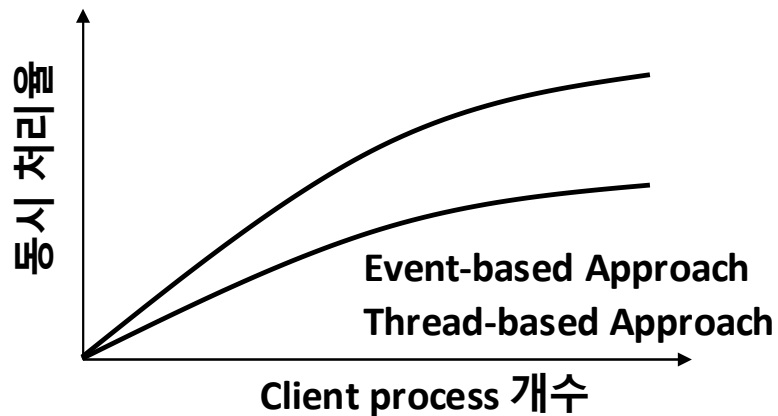 동시 처리율
Event-based Approach
Thread-based Approach
Client process 개수